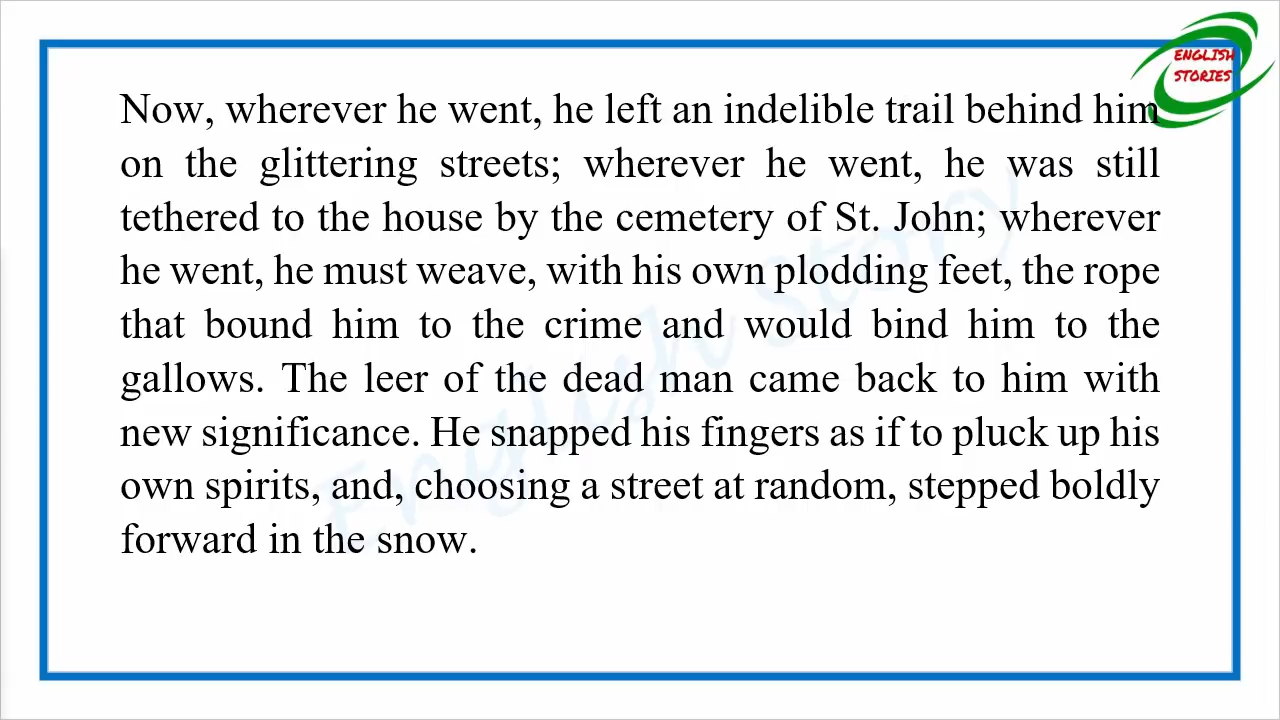 ENGLISH
STORIES
Now, wherever he went, he left an indelible trail behind him
on the glittering streets; wherever he went, he was still
tethered to the house by the cemetery of St. John; wherever
he went, he must weave, with his own plodding feet, the rope
that bound him to the crime and would bind him to the
gallows. The leer of the dead man came back to him with
new significance. He snapped his fingers as if to pluck up his
own spirits, and, choosing a street at random, stepped boldly
forward in the snow.
English Story